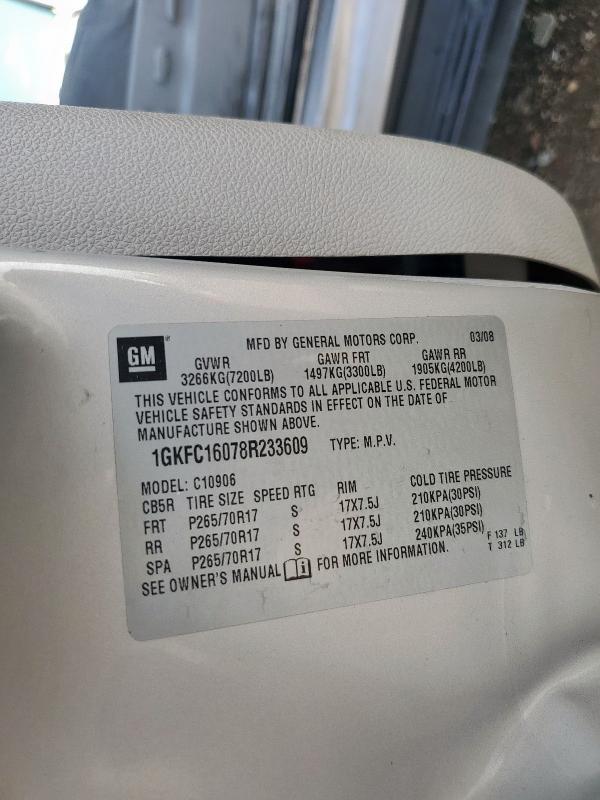 GM
MFD BY GENERAL MOTORS CORP. 03/08
GVWR GAWR FRT GAWR RR
3266KG(7200LB) 1497KG(3300LB) 1905KG(4200LB)
THIS VEHICLE CONFORMS TO ALL APPLICABLE U.S. FEDERAL MOTOR
VEHICLE SAFETY STANDARDS IN EFFECT ON THE DATE OF
MANUFACTURE SHOWN ABOVE.
1GKFC16078R233609 TYPE: M.P.V.
MODEL: C10906
CB5R TIRE SIZE SPEED RTG RIM COLD TIRE PRESSURE
FRT P265/70R17 S 17X7.5J 210KPA(30PSI)
RR P265/70R17 S 17X7.5J 210KPA(30PSI)
SPA P265/70R17 S 17X7.5J 240KPA(35PSI)
SEE OWNER'S MANUAL i FOR MORE INFORMATION.
F 137 LB
T 312 LB